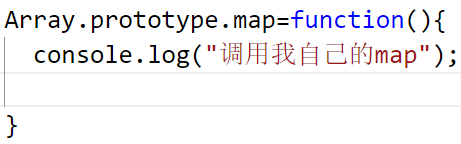 Array.prototype.map=function(){
console.log("调用我自己的map");
}